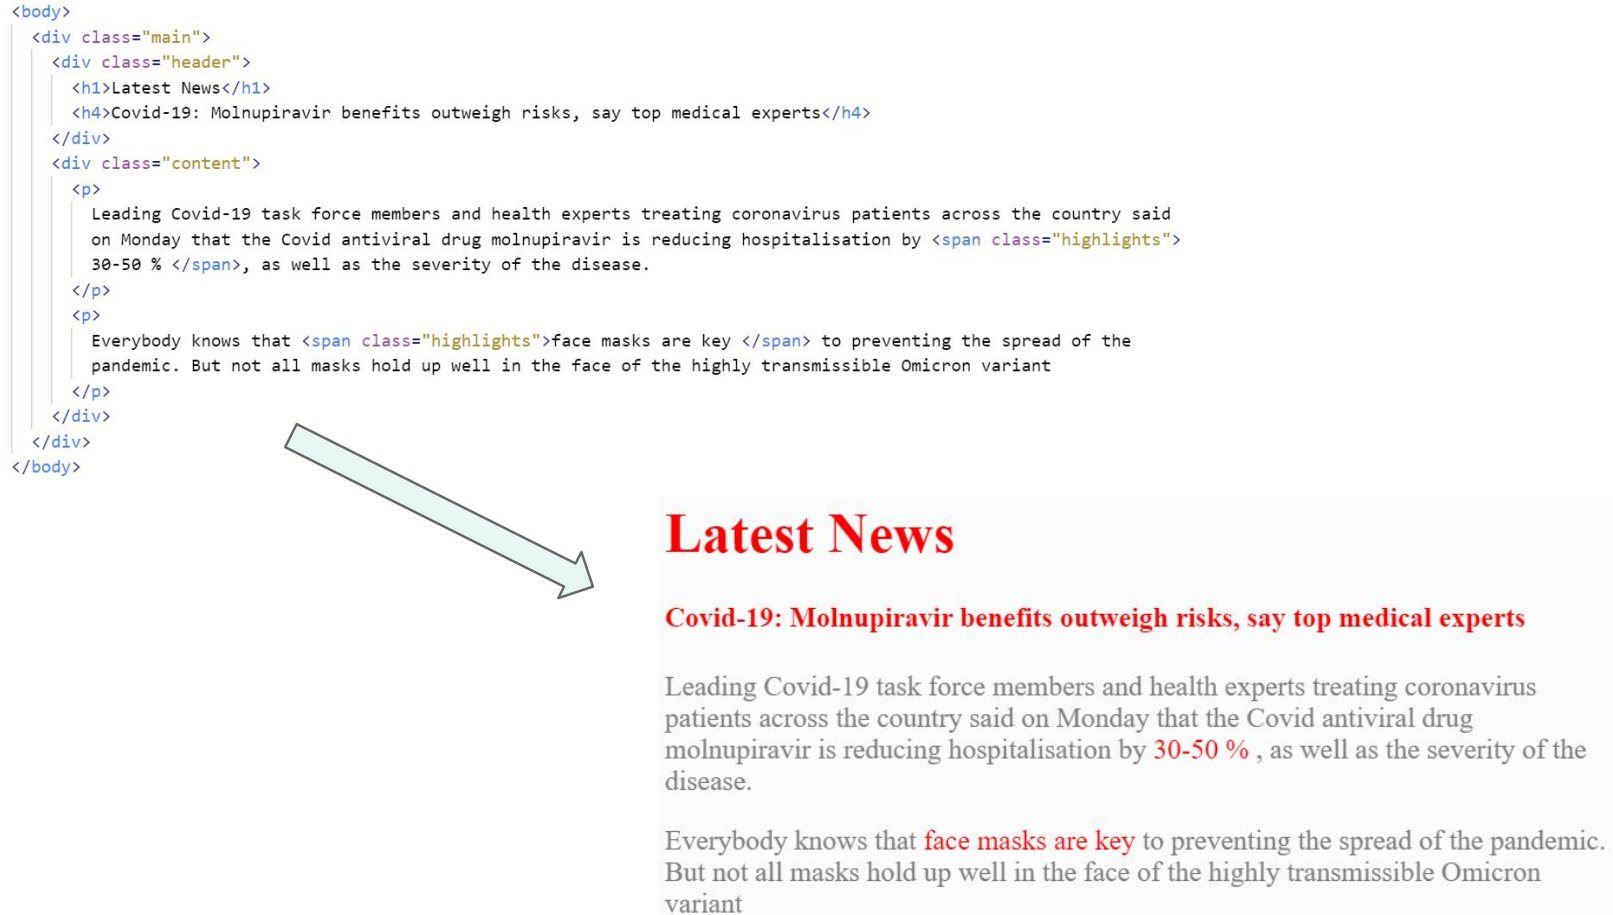 <body>
<div class="main">
<div class="header">
<h1>Latest News</h1>
<h4>Covid-19: Molnupiravir benefits outweigh risks, say top medical experts</h4>
</div>
<div class="content">
<p>
Leading Covid-19 task force members and health experts treating coronavirus patients across the country said
on Monday that the Covid antiviral drug molnupiravir is reducing hospitalisation by <span class="highlights">
30-50 % </span>, as well as the severity of the disease.
</p>
<p>
Everybody knows that <span class="highlights">face masks are key </span> to preventing the spread of the
pandemic. But not all masks hold up well in the face of the highly transmissible Omicron variant
</p>
</div>
</div>
</body>
Latest News
Covid-19: Molnupiravir benefits outweigh risks, say top medical experts
Leading Covid-19 task force members and health experts treating coronavirus
patients across the country said on Monday that the Covid antiviral drug
molnupiravir is reducing hospitalisation by 30-50 % , as well as the severity of the
disease.
Everybody knows that face masks are key to preventing the spread of the pandemic.
But not all masks hold up well in the face of the highly transmissible Omicron
variant